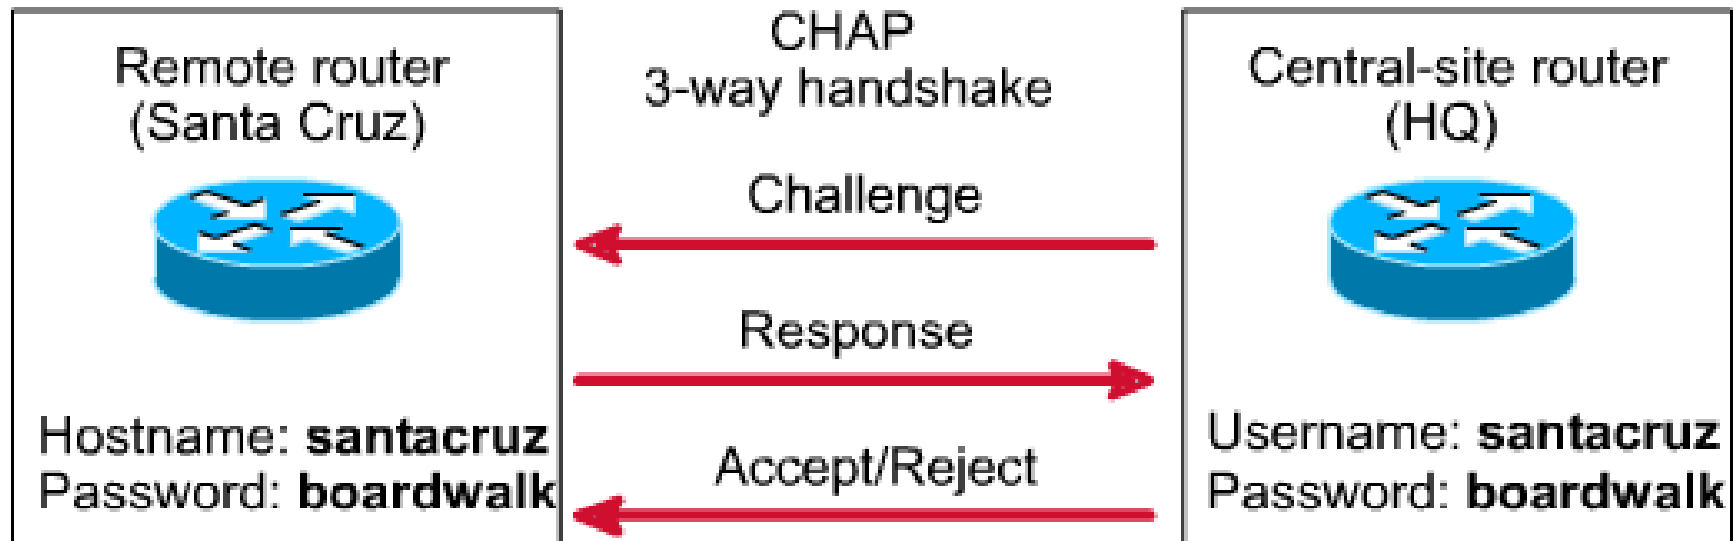 Remote router
(Santa Cruz)
Hostname: santacruz
Password: boardwalk
CHAP
3-way handshake
Challenge
Response
Accept/Reject
Central-site router
(HQ)
Username: santacruz
Password: boardwalk